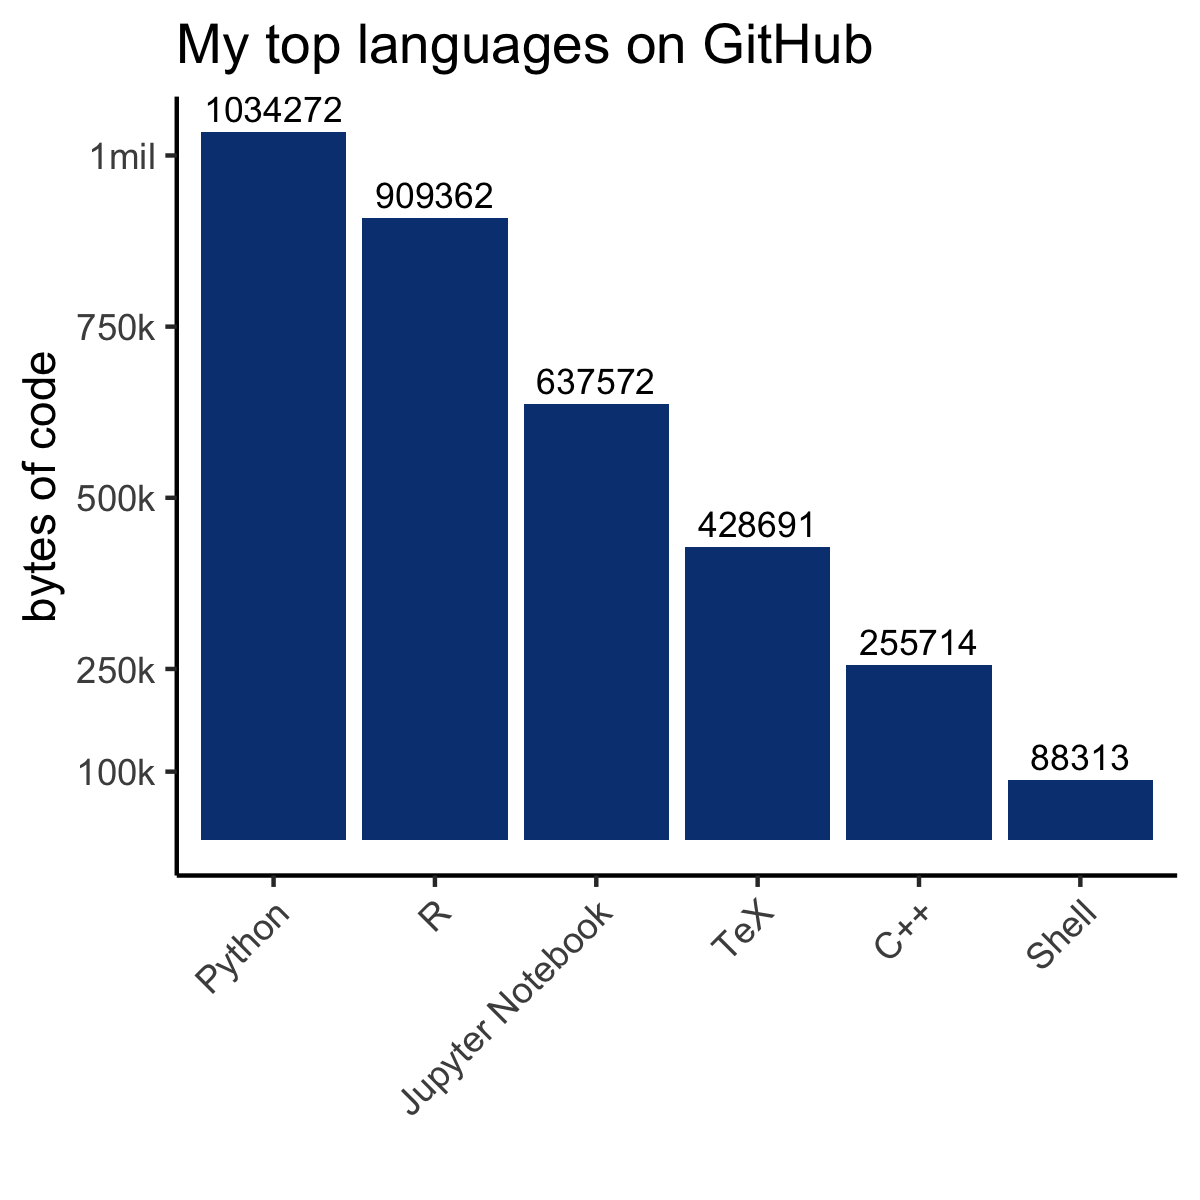 My top languages on GitHub
bytes of code
1mil
750k
500k
250k
100k
1034272
909362
637572
428691
255714
88313
Python
R
Jupyter Notebook
TeX
C++
Shell